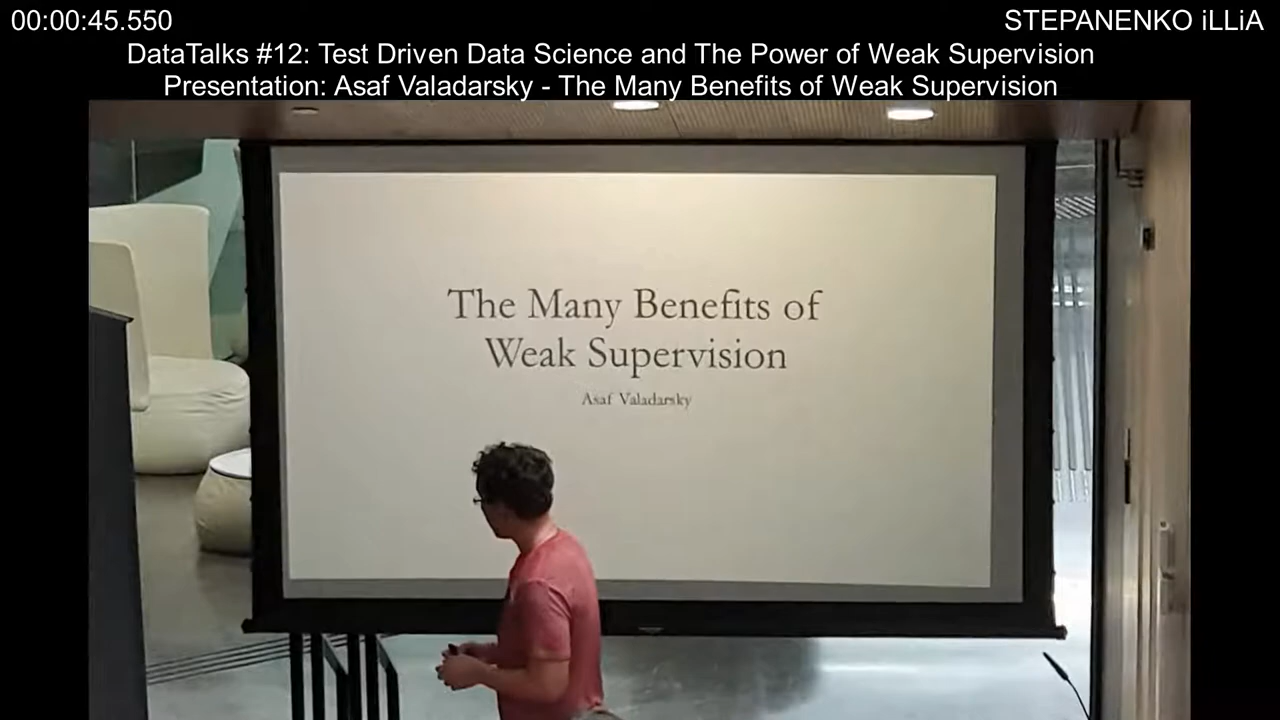 00:00:45.550
STEPANENKO iLLiA
DataTalks #12: Test Driven Data Science and The Power of Weak Supervision
Presentation: Asaf Valadarsky - The Many Benefits of Weak Supervision
The Many Benefits of
Weak Supervision
Asaf Valadarsky